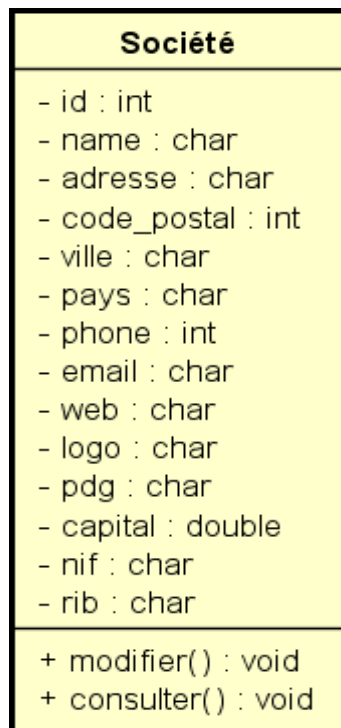 Société
- id : int
- name : char
- adresse : char
- code_postal : int
- ville : char
- pays : char
- phone : int
- email : char
- web : char
- logo : char
- pdg : char
- capital : double
- nif : char
- rib : char
+ modifier() : void
+ consulter() : void